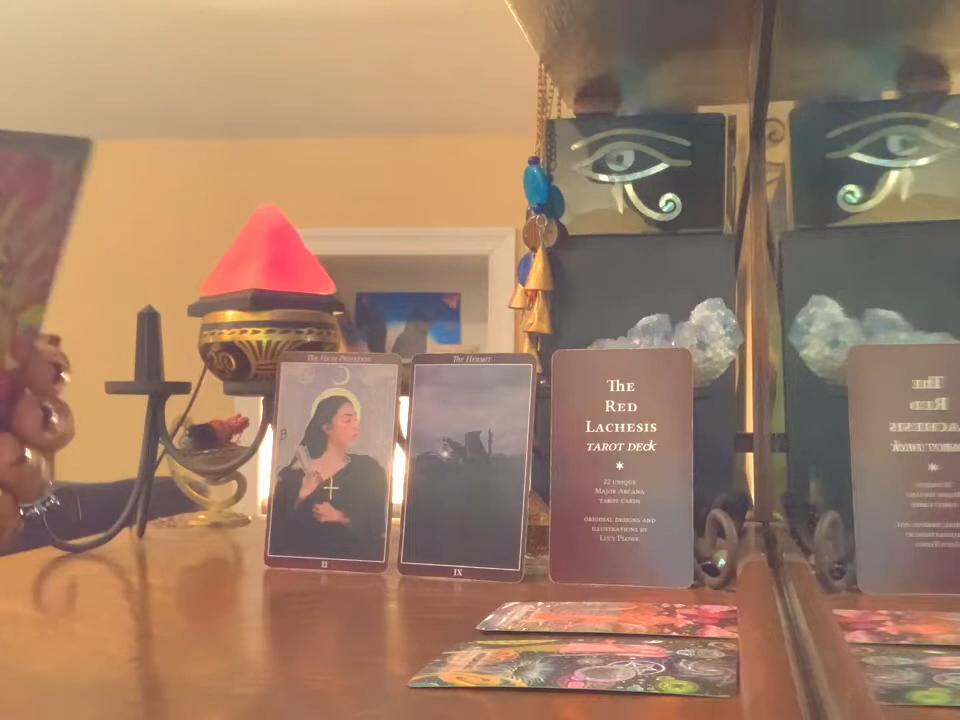 The High Priestess
II
The Hermit
IX
The
Red
Lachesis
TAROT DECK
22 UNIQUE
MAJOR ARCANA
TAROT CARDS
ORIGINAL DESIGNS AND
ILLUSTRATIONS BY
LUCY PLOWE